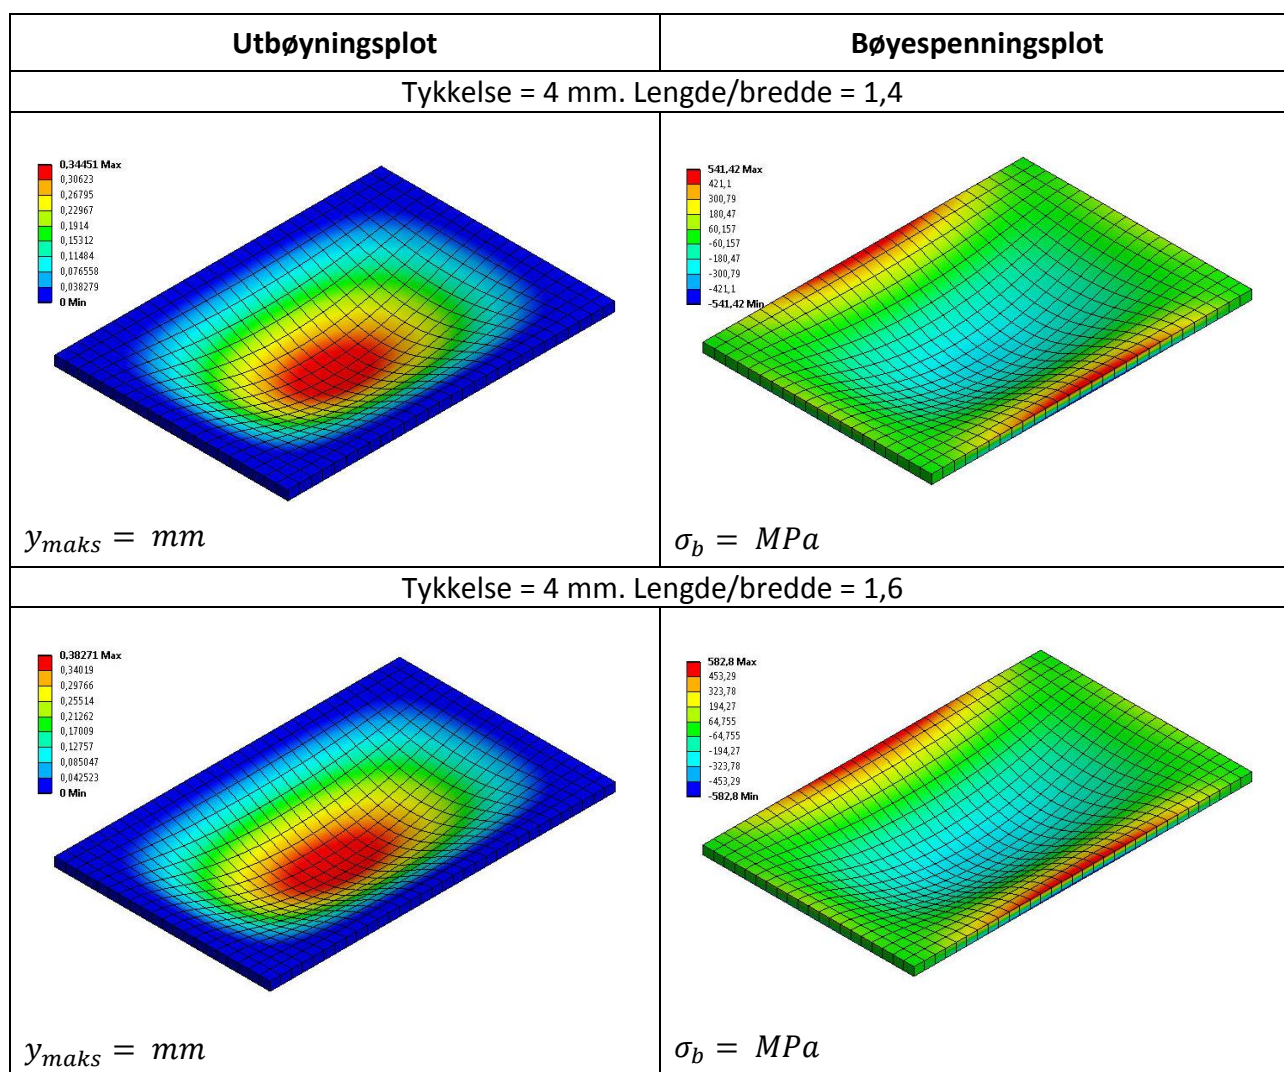 Utbøyningsplot
Bøyespenningsplot
Tykkelse = 4 mm. Lengde/bredde = 1,4
0,34451 Max
0,30623
0,26795
0,22967
0,1914
0,15312
0,11484
0,076558
0,038279
0 Min
541,42 Max
421,1
300,79
180,47
60,157
-60,157
-180,47
-300,79
-421,1
-541,42 Min
y_maks = mm
σ_b = MPa
Tykkelse = 4 mm. Lengde/bredde = 1,6
0,38271 Max
0,34019
0,29766
0,25514
0,21262
0,17009
0,12757
0,085047
0,042523
0 Min
582,8 Max
453,29
323,78
194,27
64,755
-64,755
-194,27
-323,78
-453,29
-582,8 Min
y_maks = mm
σ_b = MPa